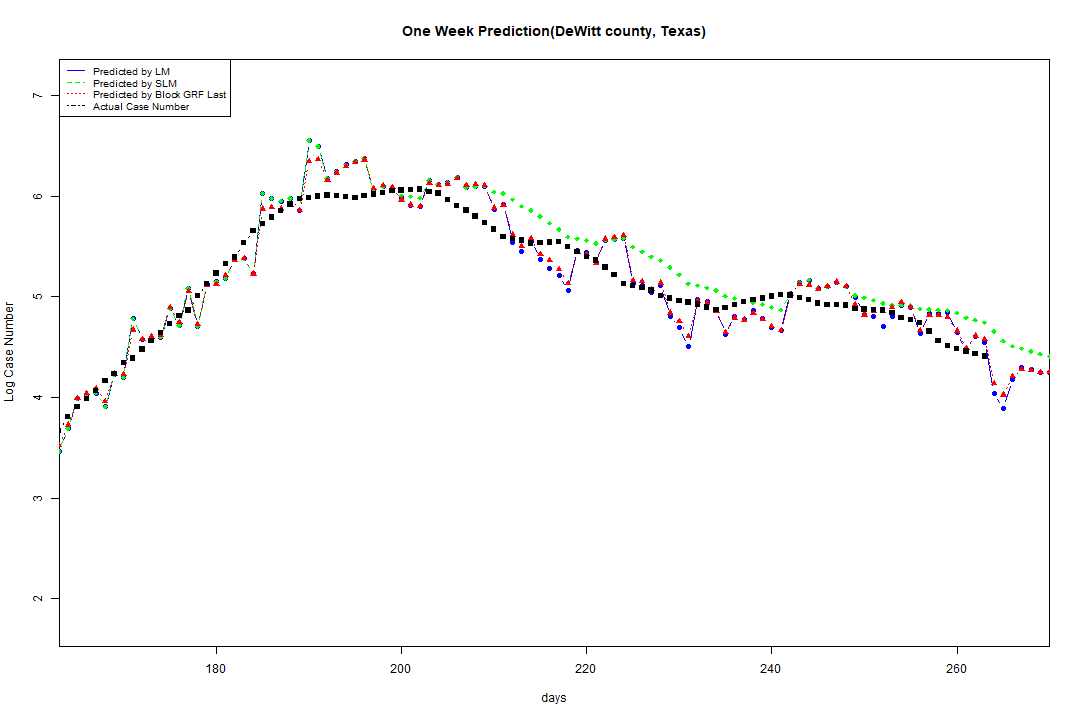 One Week Prediction(DeWitt county, Texas)
Predicted by LM
Predicted by SLM
Predicted by Block GRF Last
Actual Case Number
Log Case Number
7
6
5
4
3
2
180 200 220 240 260
days